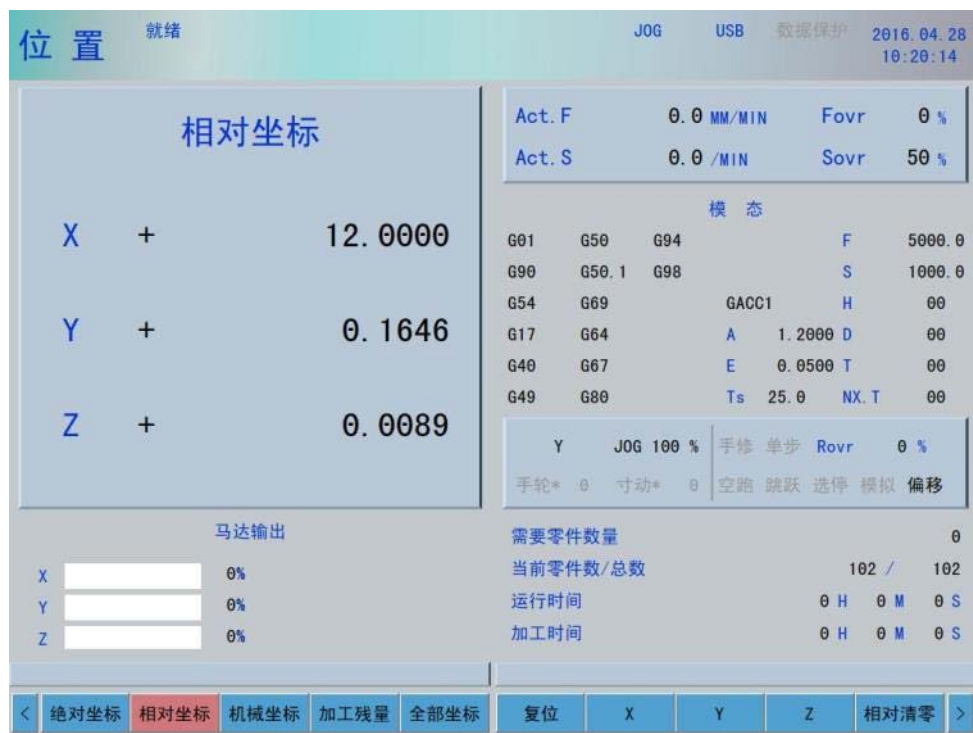 位 置 就绪 JOG USB 数据保护 2016.04.28
10:20:14
相对坐标
X + 12.0000
Y + 0.1646
Z + 0.0089
马达输出
X 0%
Y 0%
Z 0%
Act.F 0.0 MM/MIN Fovr 0 %
Act.S 0.0 /MIN Sovr 50 %
模 态
G01 G50 G94 F 5000.0
G90 G50.1 G98 S 1000.0
G54 G69 GACC1 H 00
G17 G64 A 1.2000 D 00
G40 G67 E 0.0500 T 00
G49 G80 Ts 25.0 NX.T 00
Y JOG 100 % 手修 单步 Rovr 0 %
手轮* 0 寸动* 0 空跑 跳跃 选停 模拟 偏移
需要零件数量 0
当前零件数/总数 102 / 102
运行时间 0 H 0 M 0 S
加工时间 0 H 0 M 0 S
< 绝对坐标 相对坐标 机械坐标 加工残量 全部坐标 复位 X Y Z 相对清零 >